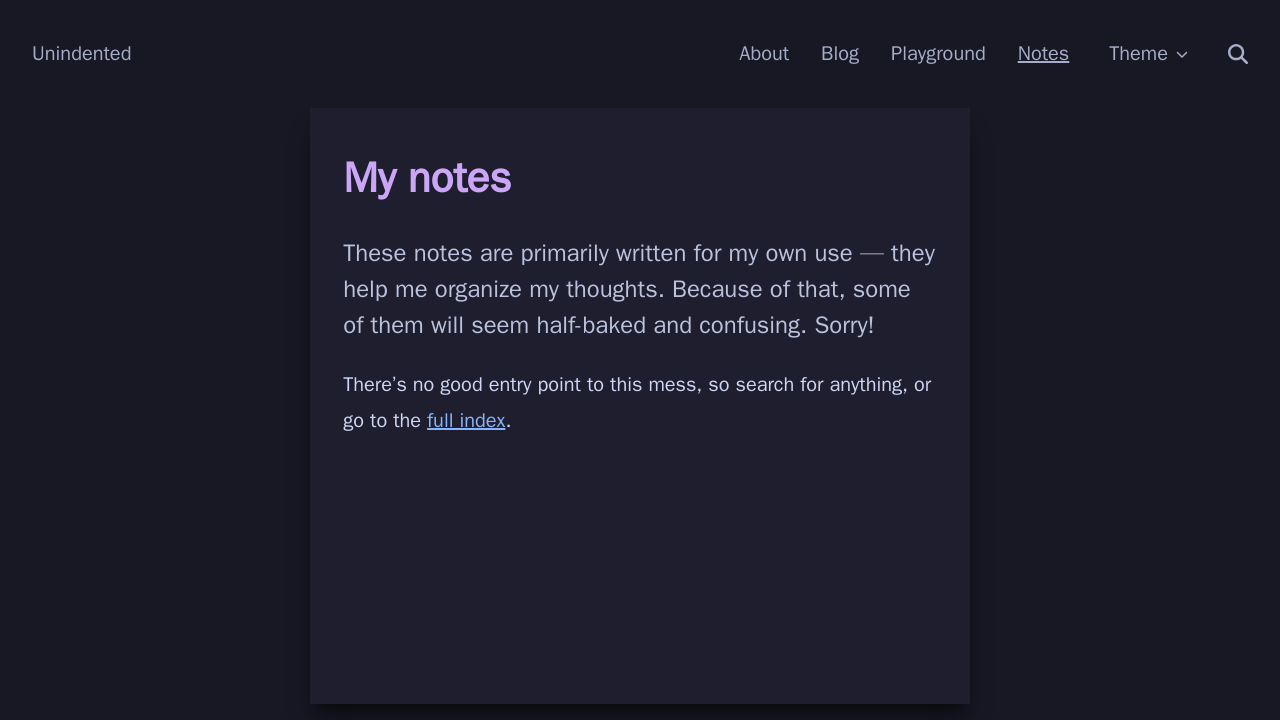 Unindented
About Blog Playground Notes Theme
My notes
These notes are primarily written for my own use — they
help me organize my thoughts. Because of that, some
of them will seem half-baked and confusing. Sorry!
There’s no good entry point to this mess, so search for anything, or
go to the full index.